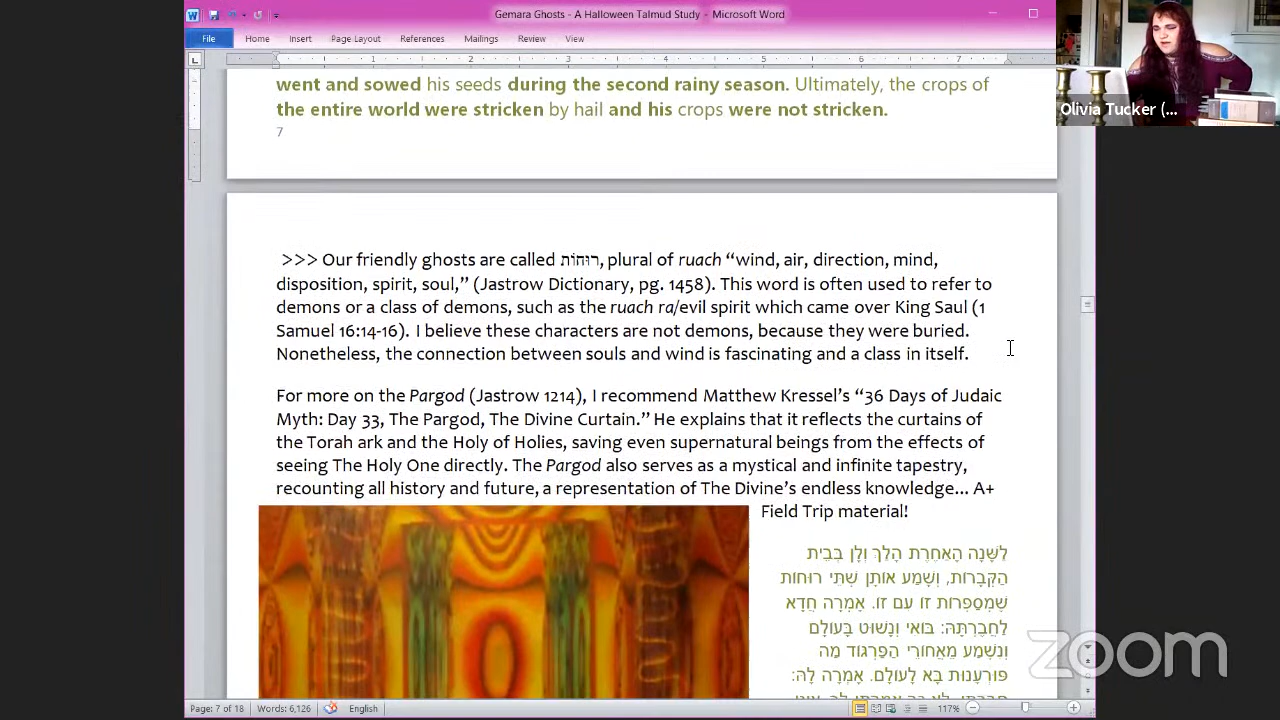 Gemara Ghosts - A Halloween Talmud Study - Microsoft Word
File Home Insert Page Layout References Mailings Review View
1 2 3 4 5 6 7
Olivia Tucker (...
went and sowed his seeds during the second rainy season. Ultimately, the crops of
the entire world were stricken by hail and his crops were not stricken.
7
>>> Our friendly ghosts are called רוּחוֹת, plural of ruach “wind, air, direction, mind,
disposition, spirit, soul,” (Jastrow Dictionary, pg. 1458). This word is often used to refer to
demons or a class of demons, such as the ruach ra/evil spirit which came over King Saul (1
Samuel 16:14-16). I believe these characters are not demons, because they were buried.
Nonetheless, the connection between souls and wind is fascinating and a class in itself.
For more on the Pargod (Jastrow 1214), I recommend Matthew Kressel’s “36 Days of Judaic
Myth: Day 33, The Pargod, The Divine Curtain.” He explains that it reflects the curtains of
the Torah ark and the Holy of Holies, saving even supernatural beings from the effects of
seeing The Holy One directly. The Pargod also serves as a mystical and infinite tapestry,
recounting all history and future, a representation of The Divine’s endless knowledge... A+
Field Trip material!
לַשָּׁנָה הָאַחֶרֶת הָלַךְ וְלָן בְּבֵית
הַקְּבָרוֹת, וְשָׁמַע אוֹתָן שְׁתֵּי רוּחוֹת
שֶׁמְסַפְּרוֹת זוֹ עִם זוֹ. אָמְרָה חֲדָא
לַחֲבֶרְתָּהּ: בּוֹאִי וְנָשׁוּט בָּעוֹלָם
וְנִשְׁמַע מֵאֲחוֹרֵי הַפַּרְגּוֹד מַה
פּוּרְעָנוּת בָּא לָעוֹלָם. אָמְרָה לָהּ:
zoom
Page: 7 of 18 Words: 6,126 English 117%